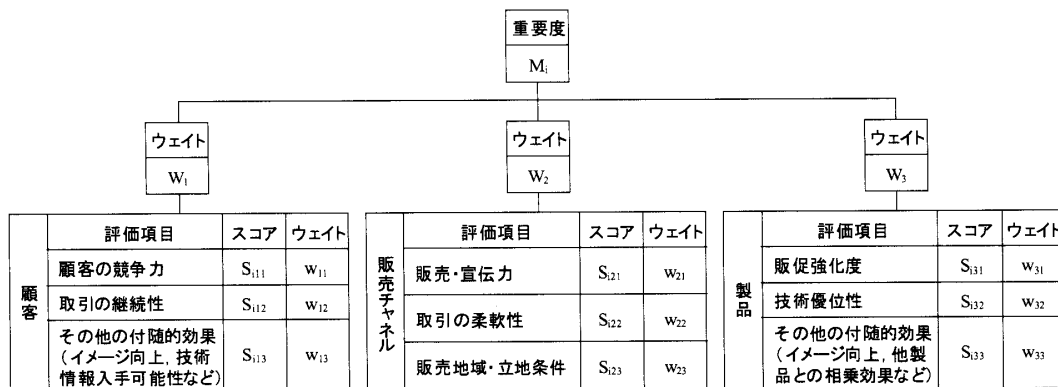 重要度
Mi
ウェイト
W1
ウェイト
W2
ウェイト
W3
顧客
評価項目 スコア ウェイト
顧客の競争力 Si11 w11
取引の継続性 Si12 w12
その他の付随的効果
(イメージ向上, 技術
情報入手可能性など) Si13 w13
販売チャネル
評価項目 スコア ウェイト
販売・宣伝力 Si21 w21
取引の柔軟性 Si22 w22
販売地域・立地条件 Si23 w23
製品
評価項目 スコア ウェイト
販促強化度 Si31 w31
技術優位性 Si32 w32
その他の付随的効果
(イメージ向上, 他製
品との相乗効果など) Si33 w33